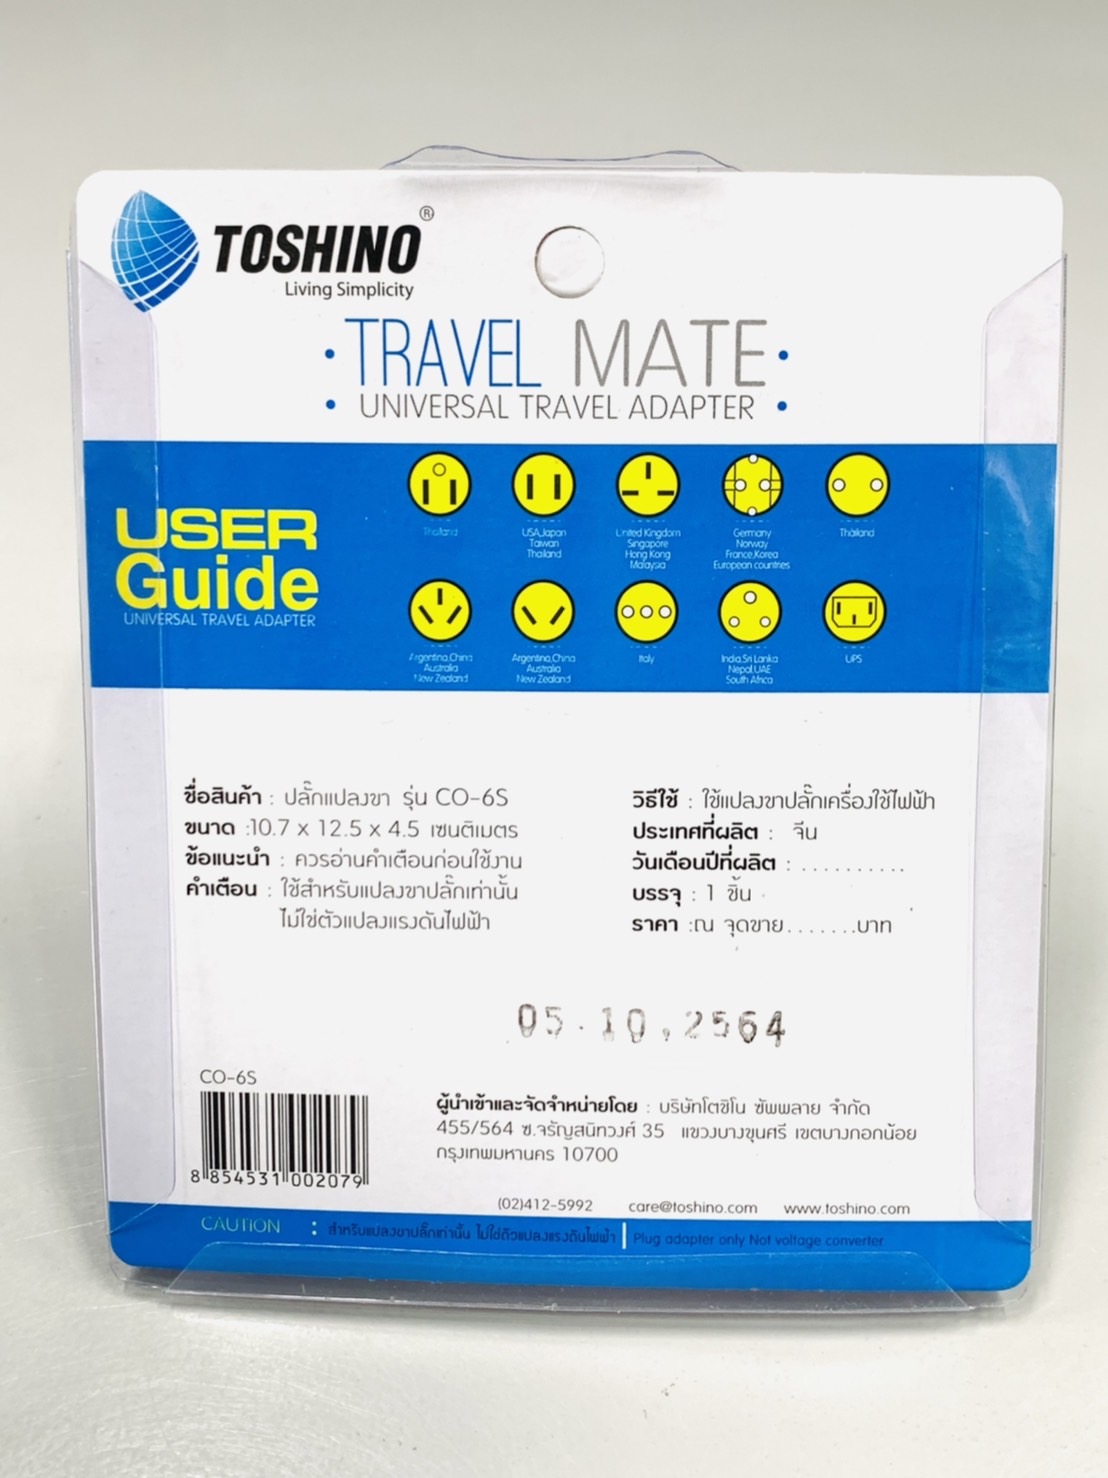 TOSHINO ®
Living Simplicity
TRAVEL MATE
UNIVERSAL TRAVEL ADAPTER
USER
Guide
UNIVERSAL TRAVEL ADAPTER
Thailand
USA,Japan
Taiwan
Thailand
United Kingdom
Singapore
Hong Kong
Malaysia
Germany
Norway
France,Korea
European countries
Thailand
Argentina,China
Australia
New Zealand
Argentina,China
Australia
New Zealand
Italy
India,Sri Lanka
Nepal,UAE
South Africa
UPS
ชื่อสินค้า : ปลั๊กแปลงขา รุ่น CO-6S
ขนาด :10.7 x 12.5 x 4.5 เซนติเมตร
ข้อแนะนำ : ควรอ่านคำเตือนก่อนใช้งาน
คำเตือน : ใช้สำหรับแปลงขาปลั๊กเท่านั้น
ไม่ใช่ตัวแปลงแรงดันไฟฟ้า
วิธีใช้ : ใช้แปลงขาปลั๊กเครื่องใช้ไฟฟ้า
ประเทศที่ผลิต : จีน
วันเดือนปีที่ผลิต : ..........
บรรจุ : 1 ชิ้น
ราคา :ณ จุดขาย.......บาท
05.10.2564
CO-6S
8 854531 002079
ผู้นำเข้าและจัดจำหน่ายโดย : บริษัทโตชิโน ซัพพลาย จำกัด
455/564 ซ.จรัญสนิทวงศ์ 35 แขวงบางขุนศรี เขตบางกอกน้อย
กรุงเทพมหานคร 10700
(02)412-5992 care@toshino.com www.toshino.com
CAUTION : สำหรับแปลงขาปลั๊กเท่านั้น ไม่ใช่ตัวแปลงแรงดันไฟฟ้า | Plug adapter only Not voltage converter